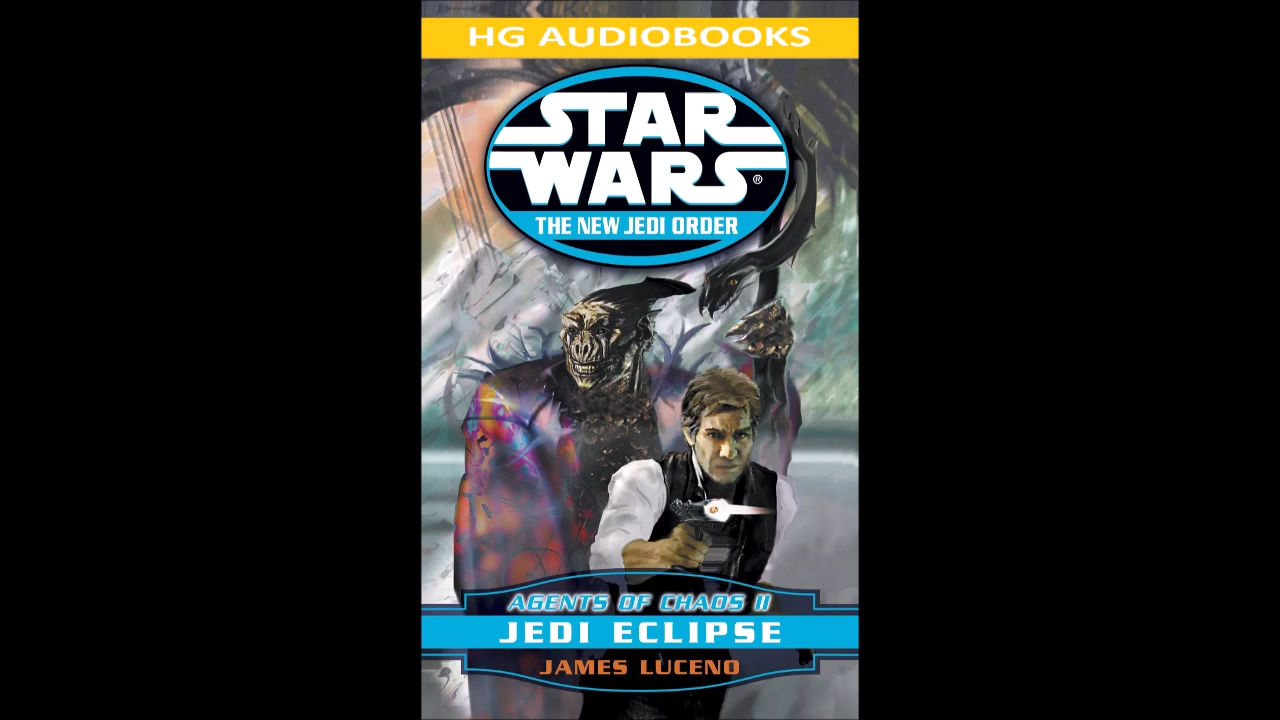 HG AUDIOBOOKS
STAR
WARS®
THE NEW JEDI ORDER
AGENTS OF CHAOS II
JEDI ECLIPSE
JAMES LUCENO